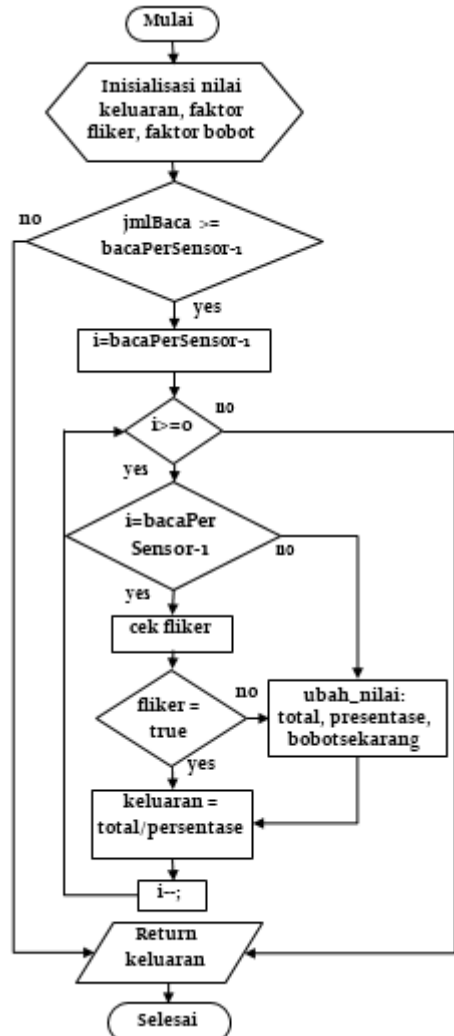 Mulai
Inisialisasi nilai
keluaran, faktor
fliker, faktor bobot
no
jmlBaca >=
bacaPerSensor-1
yes
i=bacaPerSensor-1
no
i>=0
yes
i=bacaPer
Sensor-1
no
yes
cek fliker
fliker =
true
no
ubah_nilai:
total, presentase,
bobotsekarang
yes
keluaran =
total/persentase
i--;
Return
keluaran
Selesai